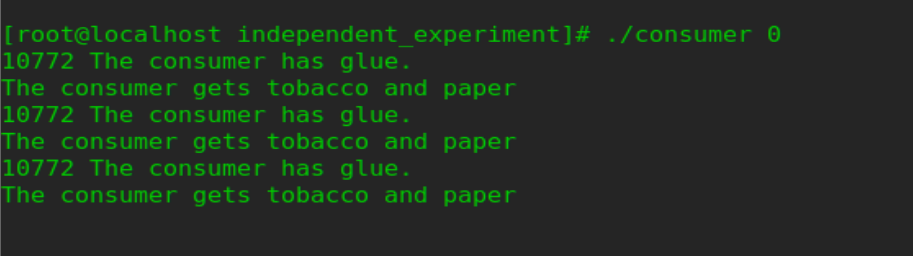 [root@localhost independent_experiment]# ./consumer 0
10772 The consumer has glue.
The consumer gets tobacco and paper
10772 The consumer has glue.
The consumer gets tobacco and paper
10772 The consumer has glue.
The consumer gets tobacco and paper